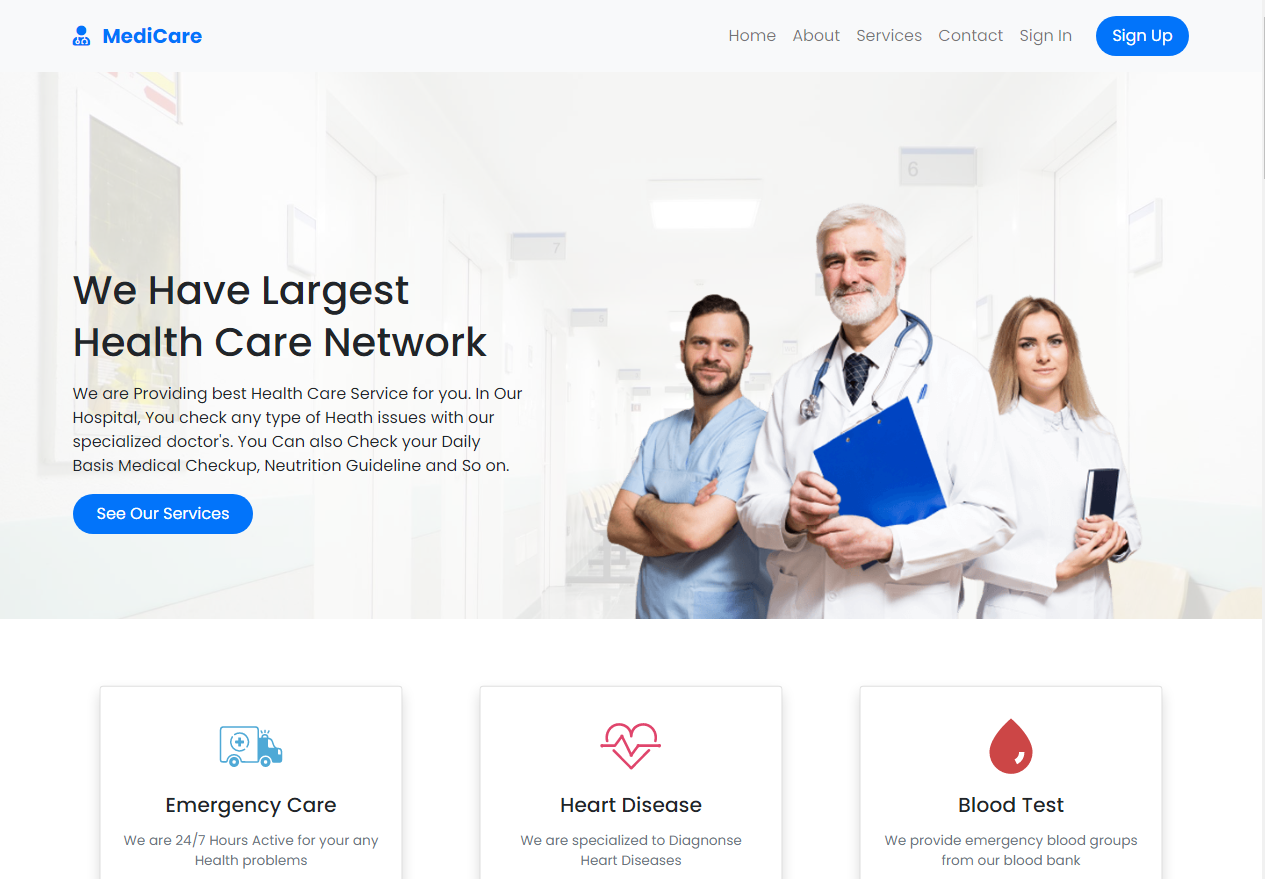 MediCare
Home About Services Contact Sign In Sign Up
6
7
We Have Largest
Health Care Network
We are Providing best Health Care Service for you. In Our
Hospital, You check any type of Heath issues with our
specialized doctor's. You Can also Check your Daily
Basis Medical Checkup, Neutrition Guideline and So on.
See Our Services
Emergency Care
We are 24/7 Hours Active for your any
Health problems
Heart Disease
We are specialized to Diagnonse
Heart Diseases
Blood Test
We provide emergency blood groups
from our blood bank